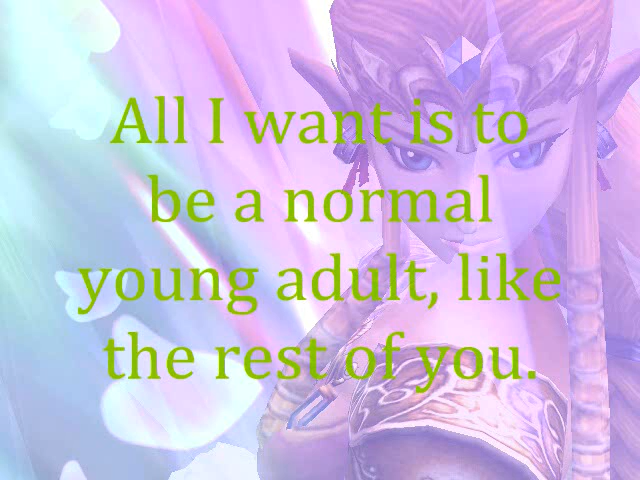 All I want is to
be a normal
young adult, like
the rest of you.